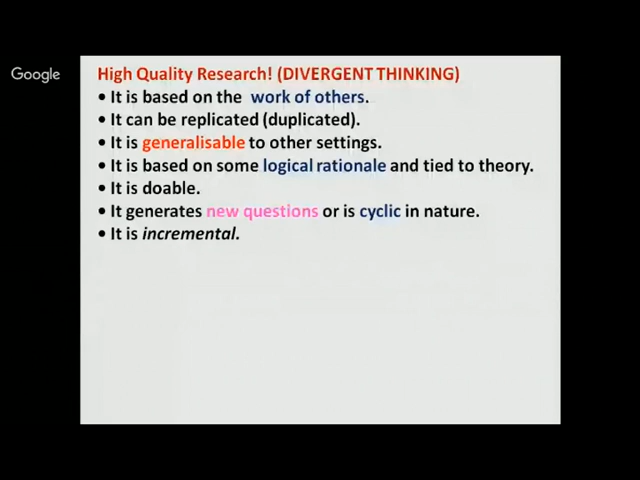 Google
High Quality Research! (DIVERGENT THINKING)
• It is based on the work of others.
• It can be replicated (duplicated).
• It is generalisable to other settings.
• It is based on some logical rationale and tied to theory.
• It is doable.
• It generates new questions or is cyclic in nature.
• It is incremental.